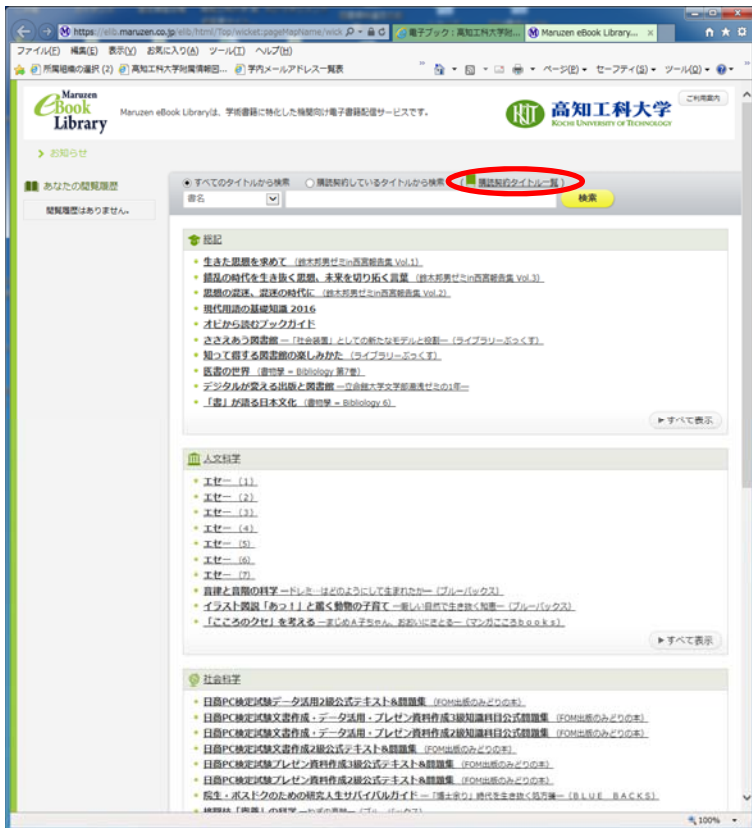 https://elib.maruzen.co.jp/elib/html/Top/wicket:pageMapName/wick
電子ブック : 高知工科大学附...
Maruzen eBook Library...
ファイル(F) 編集(E) 表示(V) お気に入り(A) ツール(T) ヘルプ(H)
所属組織の選択 (2) 高知工科大学附属情報図... 学内メールアドレス一覧表
ページ(P) セーフティ(S) ツール(O)
Maruzen
eBook
Library
Maruzen eBook Libraryは、学術書籍に特化した機関向け電子書籍配信サービスです。
KUT 高知工科大学
KOCHI UNIVERSITY OF TECHNOLOGY
ご利用案内
お知らせ
あなたの閲覧履歴
閲覧履歴はありません。
すべてのタイトルから検索 購読契約しているタイトルから検索 ( 購読契約タイトル一覧 )
書名 検索
総記
生きた思想を求めて (鈴木邦男ゼミin西宮報告集 Vol.1)
錯乱の時代を生き抜く思想、未来を切り拓く言葉 (鈴木邦男ゼミin西宮報告集 Vol.3)
思想の混迷、混迷の時代に (鈴木邦男ゼミin西宮報告集 Vol.2)
現代用語の基礎知識 2016
オビから読むブックガイド
ささえあう図書館 ―「社会装置」としての新たなモデルと役割― (ライブラリーぶっくす)
知って得する図書館の楽しみかた (ライブラリーぶっくす)
医書の世界 (書物学 = Bibliology 第7巻)
デジタルが変える出版と図書館 ―立命館大学文学部湯浅ゼミの1年―
「書」が語る日本文化 (書物学 = Bibliology 6)
すべて表示
人文科学
エセー (1)
エセー (2)
エセー (3)
エセー (4)
エセー (5)
エセー (6)
エセー (7)
音律と音階の科学 ―ドレミ…はどのようにして生まれたか― (ブルーバックス)
イラスト図説「あっ!」と驚く動物の子育て ―厳しい自然で生き抜く知恵― (ブルーバックス)
「こころのクセ」を考える ―まじめA子ちゃん、おおいにさとる― (マンガこころbooks)
すべて表示
社会科学
日商PC検定試験データ活用2級公式テキスト&問題集 (FOM出版のみどりの本)
日商PC検定試験文書作成・データ活用・プレゼン資料作成3級知識科目公式問題集 (FOM出版のみどりの本)
日商PC検定試験文書作成・データ活用・プレゼン資料作成2級知識科目公式問題集 (FOM出版のみどりの本)
日商PC検定試験文書作成2級公式テキスト&問題集 (FOM出版のみどりの本)
日商PC検定試験プレゼン資料作成3級公式テキスト&問題集 (FOM出版のみどりの本)
日商PC検定試験プレゼン資料作成2級公式テキスト&問題集 (FOM出版のみどりの本)
院生・ポスドクのための研究人生サバイバルガイド ―「博士余り」時代を生き抜く処方箋― (BLUE BACKS)
100%